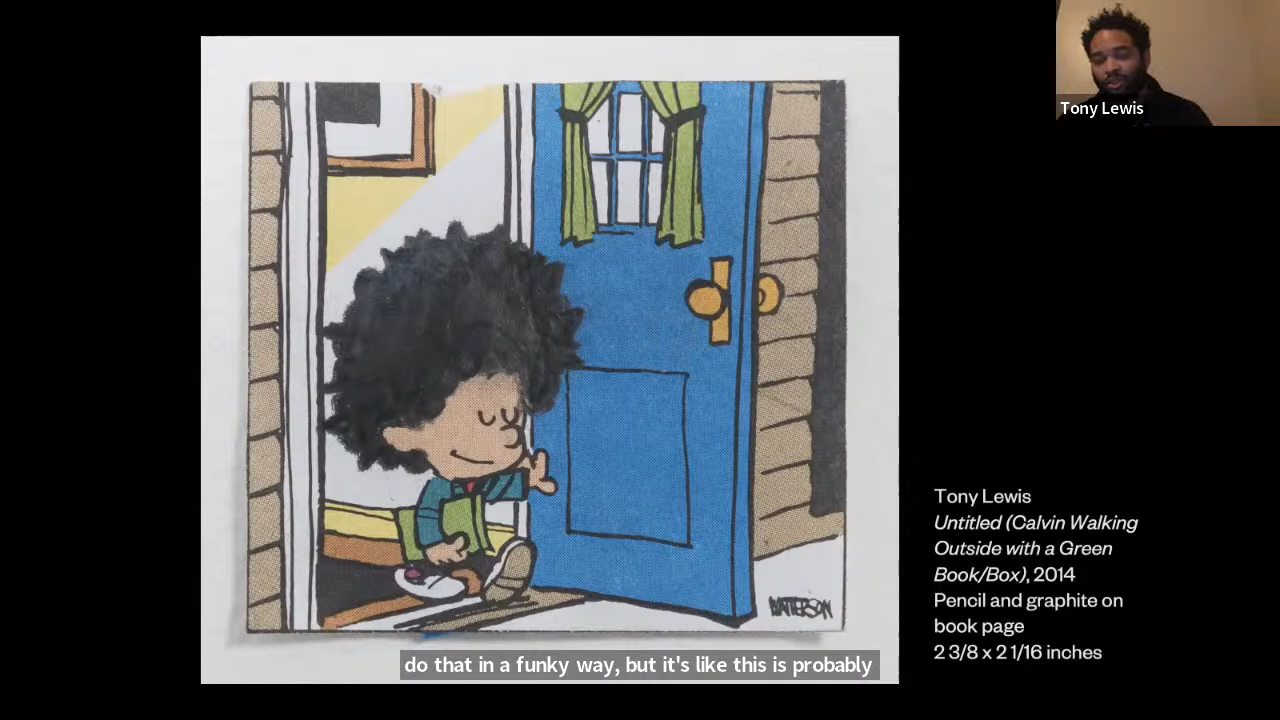 Tony Lewis
WATTERSON
Tony Lewis
Untitled (Calvin Walking
Outside with a Green
Book/Box), 2014
Pencil and graphite on
book page
2 3/8 x 2 1/16 inches
do that in a funky way, but it's like this is probably